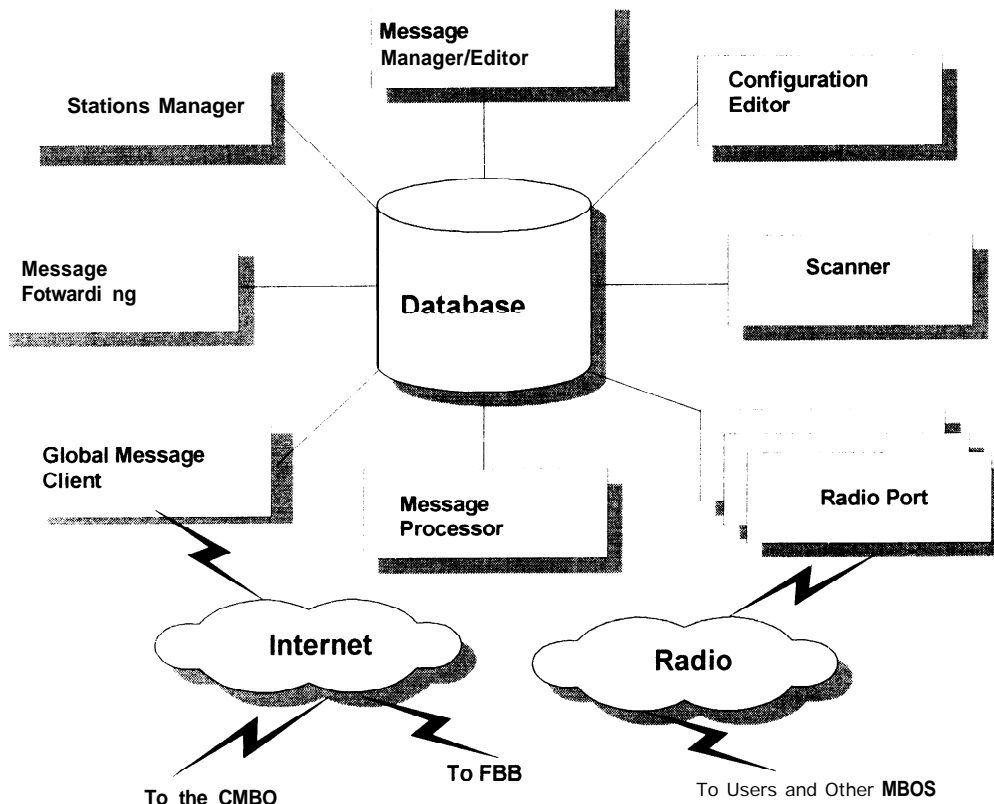 Message
Manager/Editor
Stations Manager
Configuration
Editor
Message
Fotwardi ng
Scanner
Database
Global Message
Client
Message
Processor
Radio Port
Internet
Radio
To FBB
To the CMBO
To Users and Other MBOS